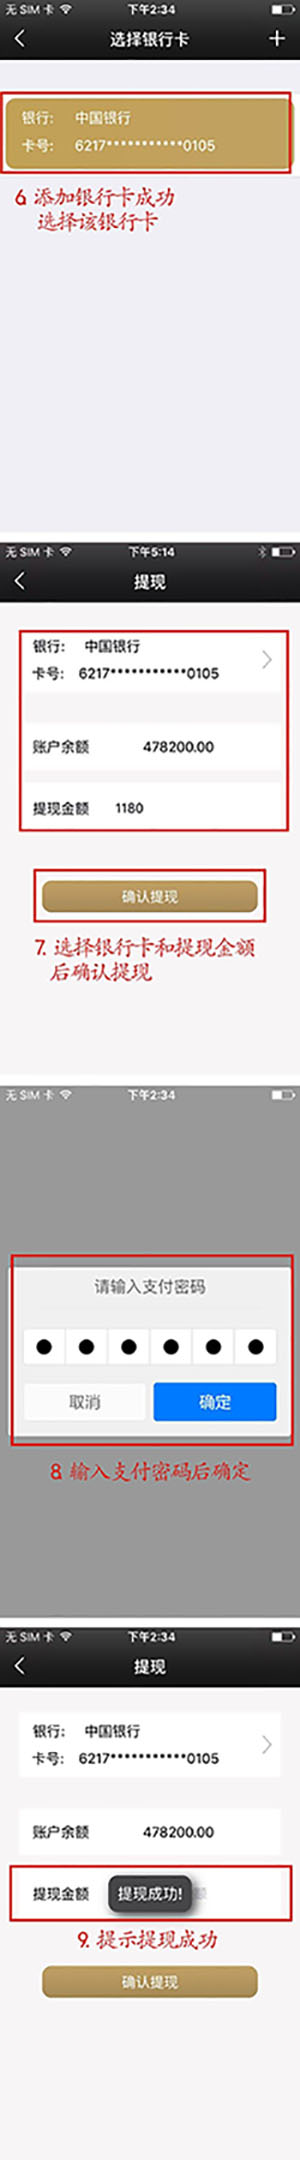 无 SIM 卡 下午2:34
选择银行卡 +
银行: 中国银行
卡号: 6217***********0105
6. 添加银行卡成功
选择该银行卡
无 SIM 卡 下午5:14
提现
银行: 中国银行
卡号: 6217***********0105
账户余额 478200.00
提现金额 1180
确认提现
7. 选择银行卡和提现金额
后确认提现
无 SIM 卡 下午2:34
请输入支付密码
取消 确定
8. 输入支付密码后确定
无 SIM 卡 下午2:34
提现
银行: 中国银行
卡号: 6217***********0105
账户余额 478200.00
提现金额 提现成功! 额
9. 提示提现成功
确认提现